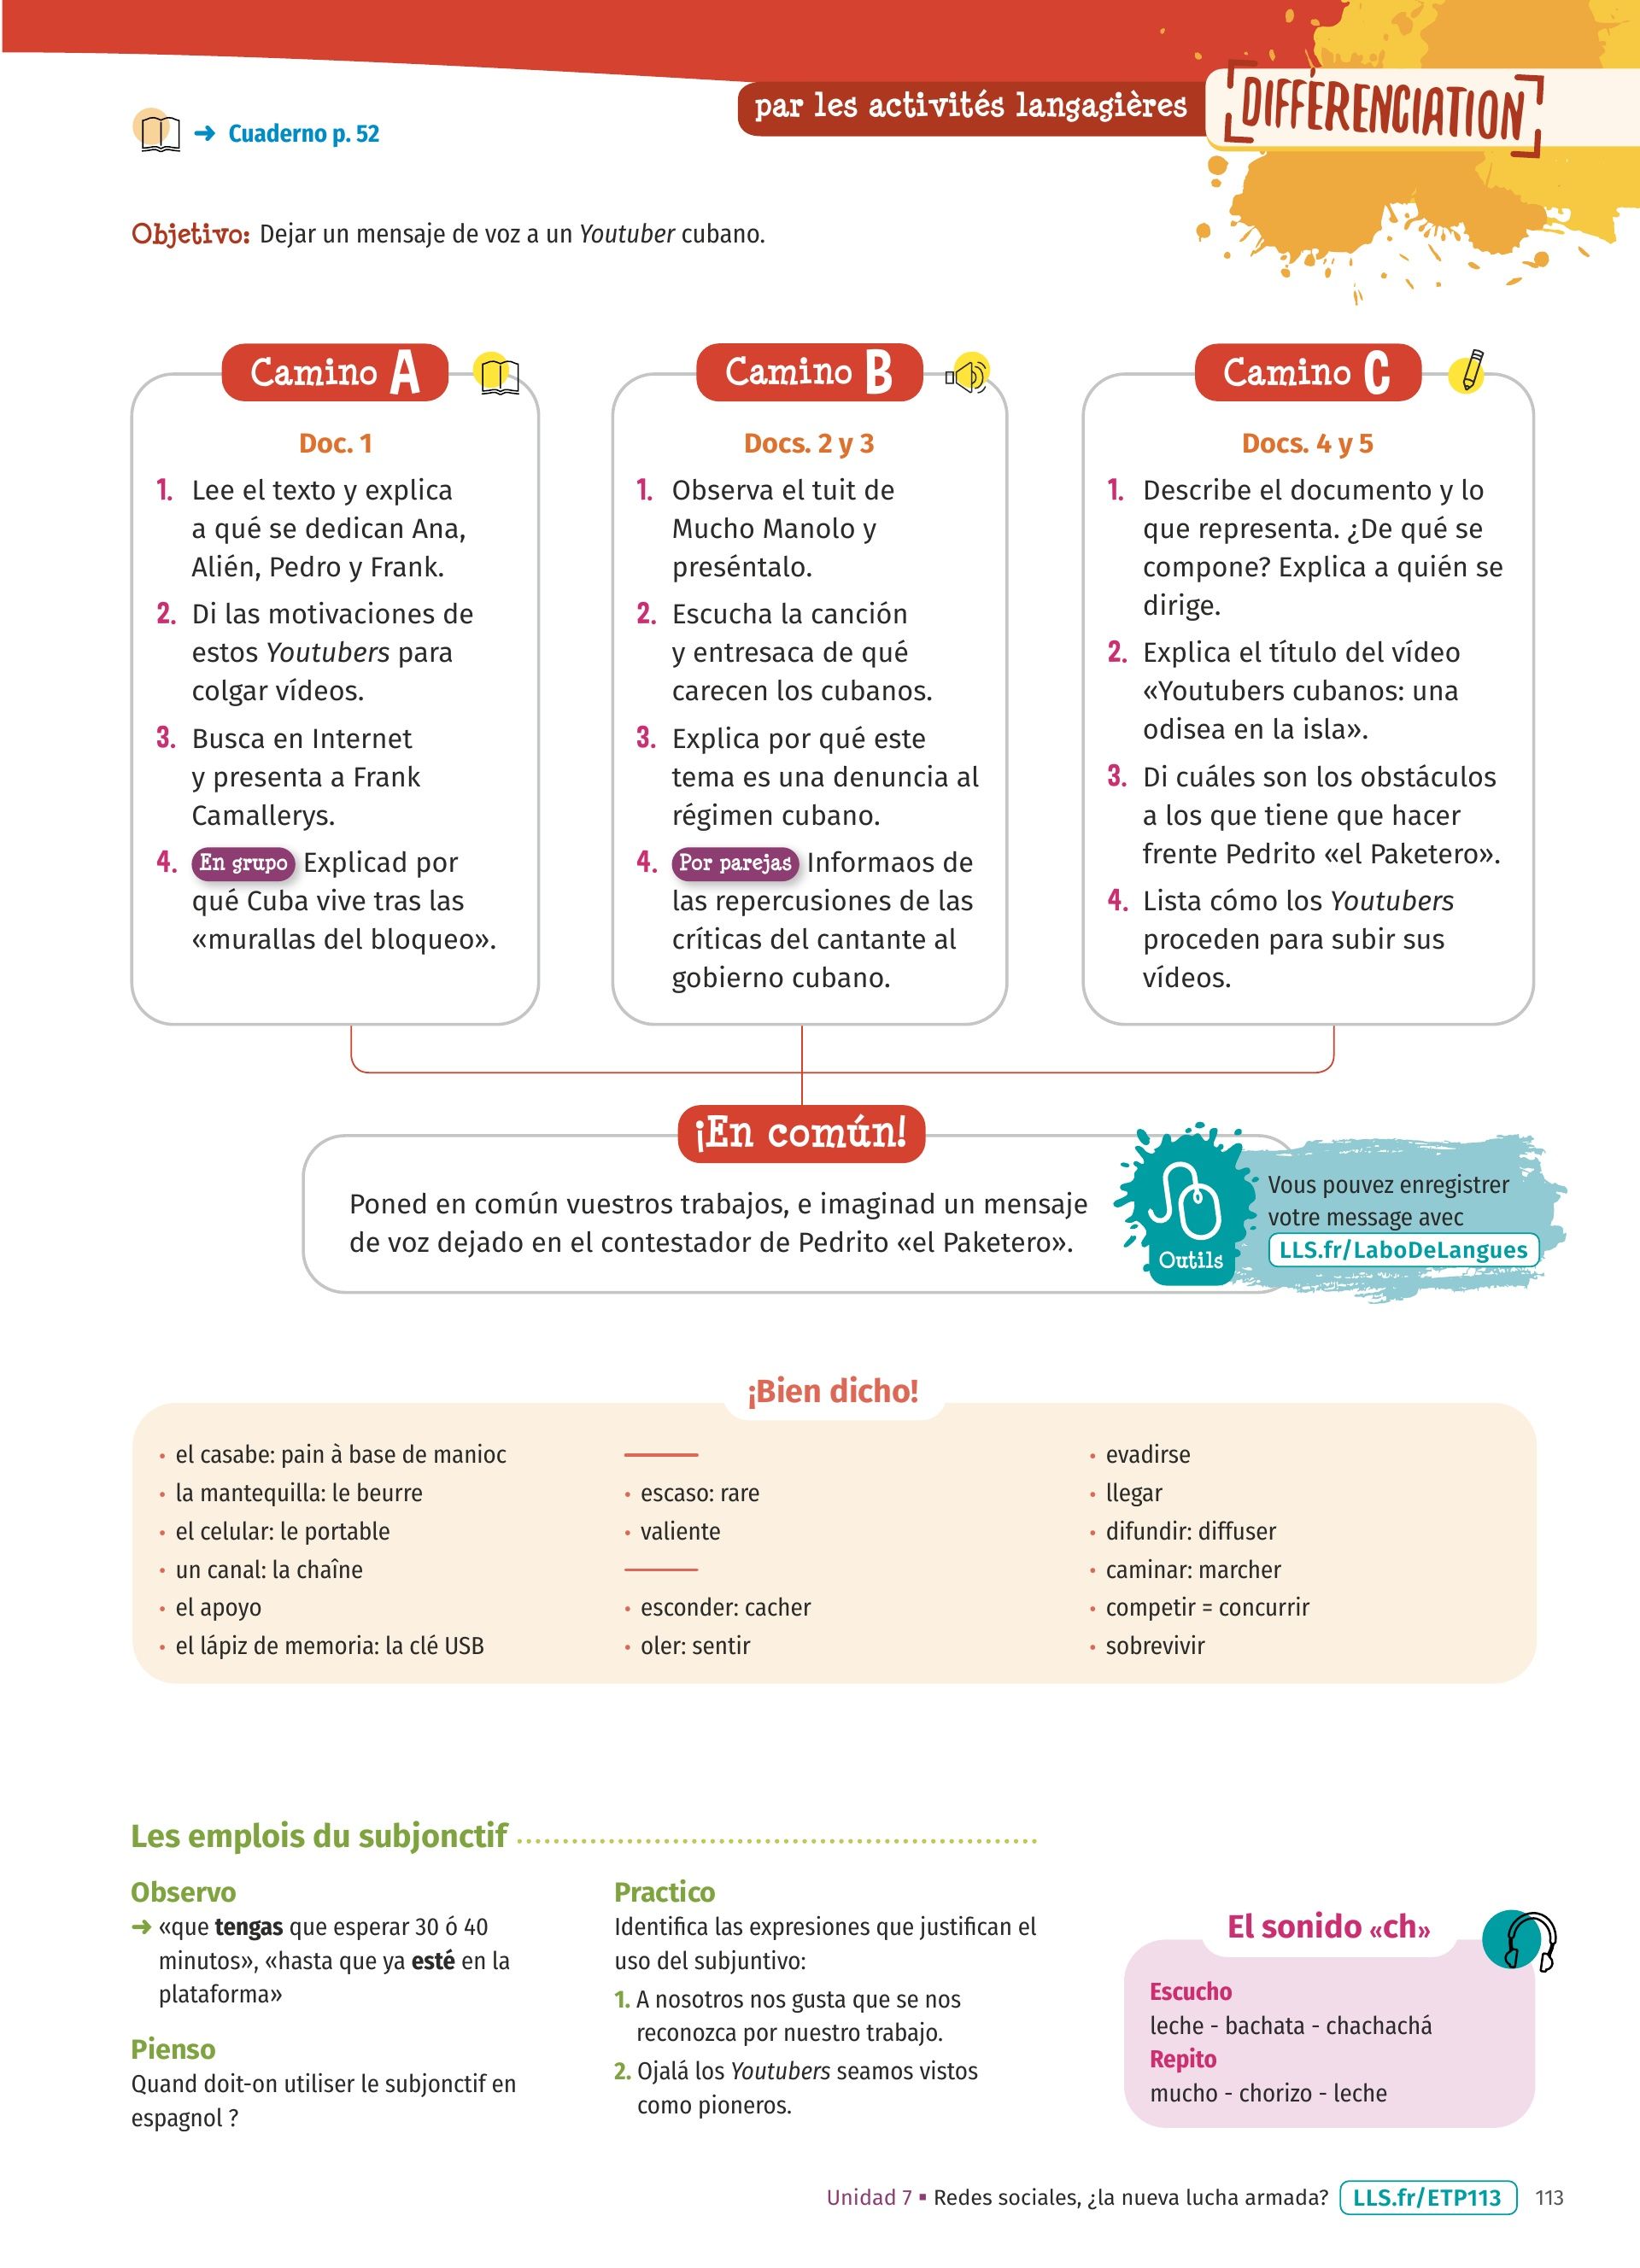 par les activités langagières
DIFFÉRENCIATION
➜ Cuaderno p. 52
Objetivo: Dejar un mensaje de voz a un Youtuber cubano.
Camino A
Doc. 1
1. Lee el texto y explica
a qué se dedican Ana,
Alién, Pedro y Frank.
2. Di las motivaciones de
estos Youtubers para
colgar vídeos.
3. Busca en Internet
y presenta a Frank
Camallerys.
4. En grupo Explicad por
qué Cuba vive tras las
«murallas del bloqueo».
Camino B
Docs. 2 y 3
1. Observa el tuit de
Mucho Manolo y
preséntalo.
2. Escucha la canción
y entresaca de qué
carecen los cubanos.
3. Explica por qué este
tema es una denuncia al
régimen cubano.
4. Por parejas Informaos de
las repercusiones de las
críticas del cantante al
gobierno cubano.
Camino C
Docs. 4 y 5
1. Describe el documento y lo
que representa. ¿De qué se
compone? Explica a quién se
dirige.
2. Explica el título del vídeo
«Youtubers cubanos: una
odisea en la isla».
3. Di cuáles son los obstáculos
a los que tiene que hacer
frente Pedrito «el Paketero».
4. Lista cómo los Youtubers
proceden para subir sus
vídeos.
¡En común!
Poned en común vuestros trabajos, e imaginad un mensaje
de voz dejado en el contestador de Pedrito «el Paketero».
Outils
Vous pouvez enregistrer
votre message avec
LLS.fr/LaboDeLangues
¡Bien dicho!
• el casabe: pain à base de manioc
• la mantequilla: le beurre
• el celular: le portable
• un canal: la chaîne
• el apoyo
• el lápiz de memoria: la clé USB
• escaso: rare
• valiente
• esconder: cacher
• oler: sentir
• evadirse
• llegar
• difundir: diffuser
• caminar: marcher
• competir = concurrir
• sobrevivir
Les emplois du subjonctif
Observo
➜ «que tengas que esperar 30 ó 40
minutos», «hasta que ya esté en la
plataforma»
Pienso
Quand doit-on utiliser le subjonctif en
espagnol ?
Practico
Identifica las expresiones que justifican el
uso del subjuntivo:
1. A nosotros nos gusta que se nos
reconozca por nuestro trabajo.
2. Ojalá los Youtubers seamos vistos
como pioneros.
El sonido «ch»
Escucho
leche - bachata - chachachá
Repito
mucho - chorizo - leche
Unidad 7 ▪ Redes sociales, ¿la nueva lucha armada? LLS.fr/ETP113 113